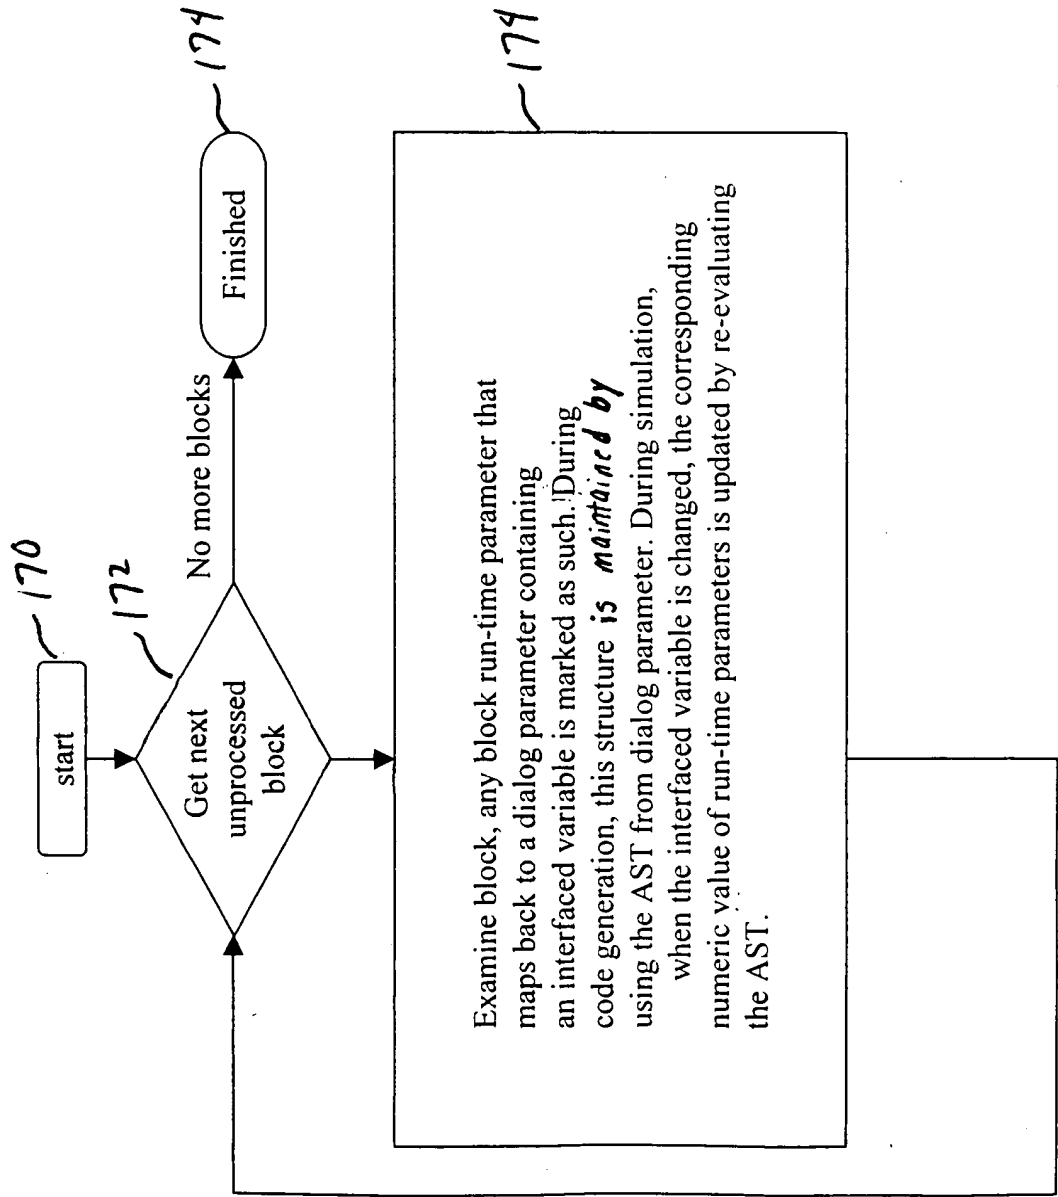 170
start
172
Get next
unprocessed
block
No more blocks
Finished
174
Examine block, any block run-time parameter that
maps back to a dialog parameter containing
an interfaced variable is marked as such. During
code generation, this structure is maintained by
using the AST from dialog parameter. During simulation,
when the interfaced variable is changed, the corresponding
numeric value of run-time parameters is updated by re-evaluating
the AST.
174